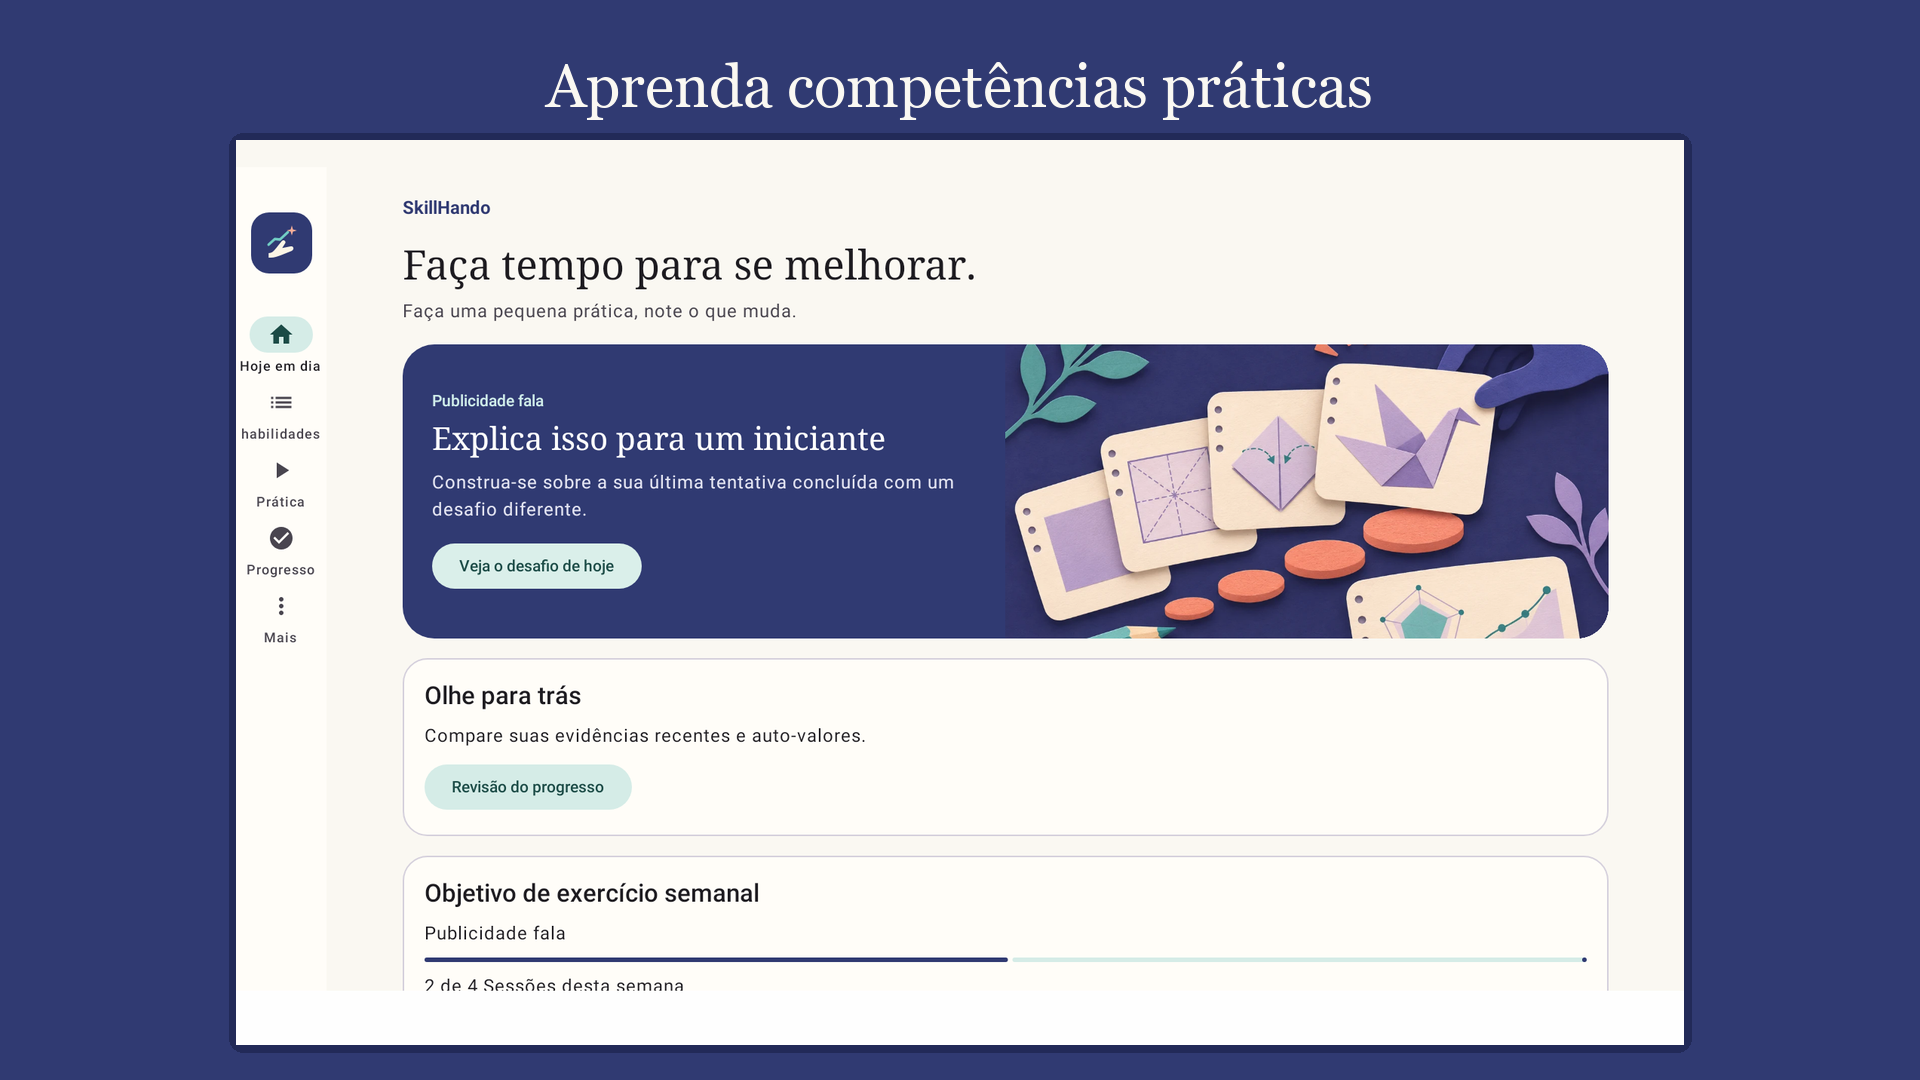 Aprenda competências práticas
SkillHando
Faça tempo para se melhorar.
Faça uma pequena prática, note o que muda.
Hoje em dia
habilidades
Prática
Progresso
Mais
Publicidade fala
Explica isso para um iniciante
Construa-se sobre a sua última tentativa concluída com um
desafio diferente.
Veja o desafio de hoje
Olhe para trás
Compare suas evidências recentes e auto-valores.
Revisão do progresso
Objetivo de exercício semanal
Publicidade fala
2 de 4 Sessões desta semana